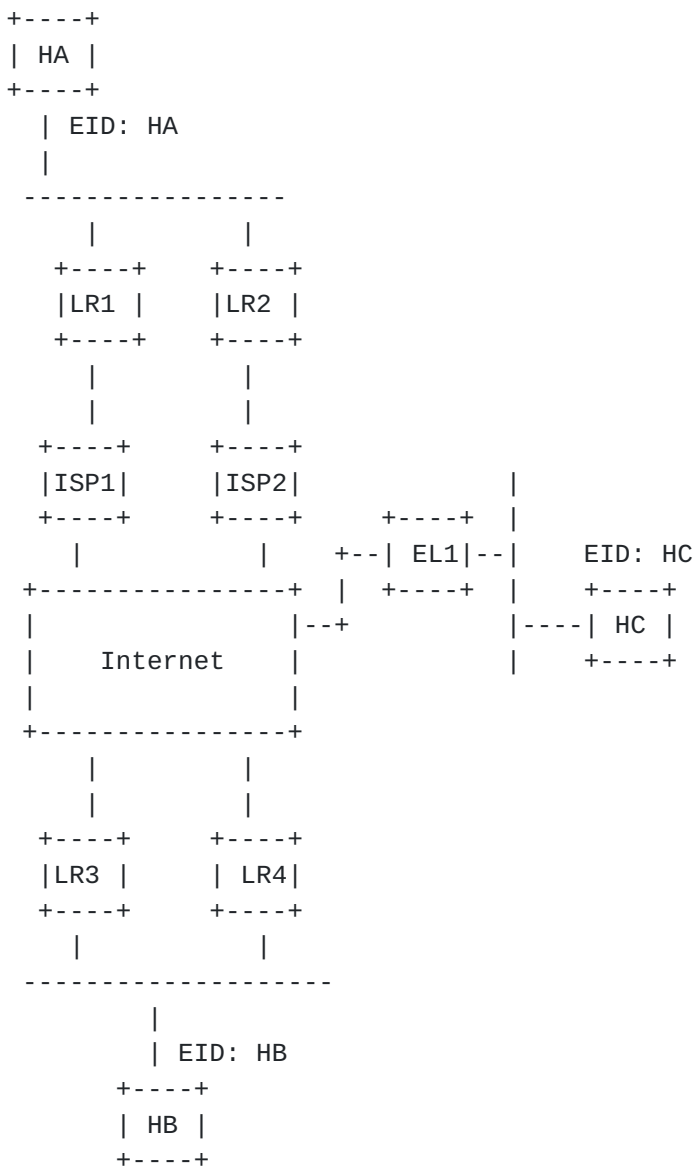 +----+
| HA |
+----+
  | EID: HA
  |
 -----------------
     |         |
   +----+    +----+
   |LR1 |    |LR2 |
   +----+    +----+
     |         |
     |         |
  +----+     +----+
  |ISP1|     |ISP2|             |
  +----+     +----+     +----+  |
    |           |    +--| EL1|--|    EID: HC
 +----------------+  |  +----+  |    +----+
 |                |--+          |----| HC |
 |    Internet    |             |    +----+
 |                |
 +----------------+
     |         |
     |         |
  +----+     +----+
  |LR3 |     | LR4|
  +----+     +----+
    |           |
 --------------------
         |
         | EID: HB
       +----+
       | HB |
       +----+